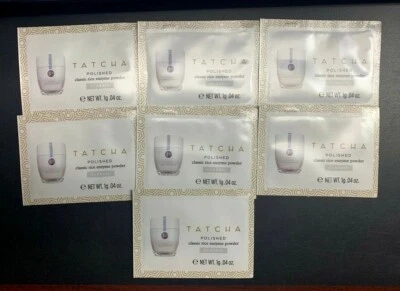 TATCHA
POLISHED
classic rice enzyme powder
℮ NET WT. 1g .04 oz.
TATCHA
POLISHED
classic rice enzyme powder
℮ NET WT. 1g .04 oz.
TATCHA
POLISHED
classic rice enzyme powder
℮ NET WT. 1g .04 oz.
TATCHA
POLISHED
classic rice enzyme powder
℮ NET WT. 1g .04 oz.
TATCHA
POLISHED
classic rice enzyme powder
℮ NET WT. 1g .04 oz.
TATCHA
POLISHED
classic rice enzyme powder
℮ NET WT. 1g .04 oz.
TATCHA
POLISHED
classic rice enzyme powder
℮ NET WT. 1g .04 oz.